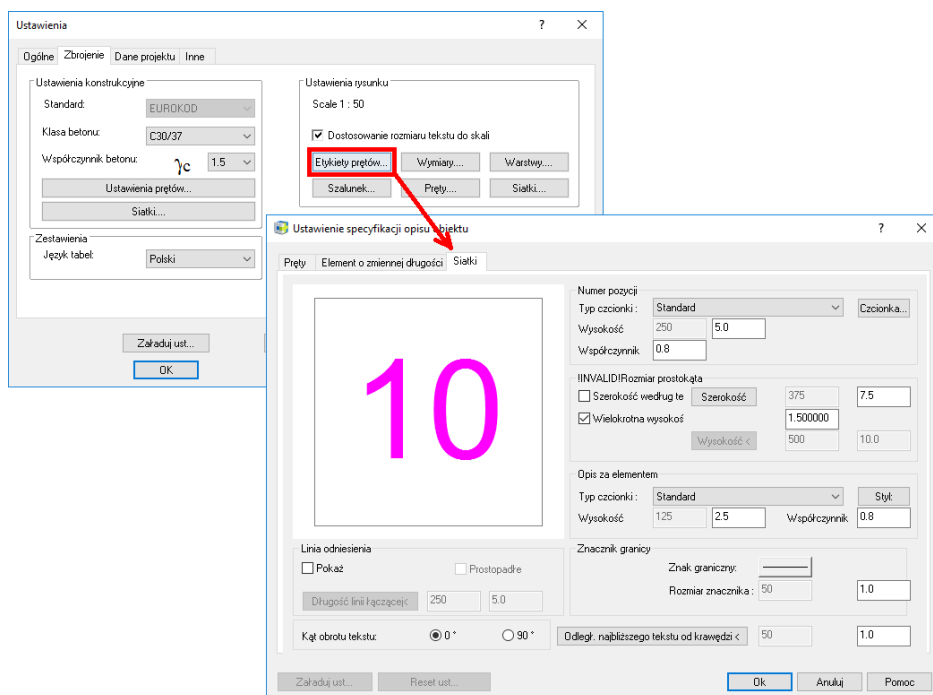 Ustawienia ?
Ogólne Zbrojenie Dane projektu Inne
Ustawienia konstrukcyjne
Standard: EUROKOD
Klasa betonu: C30/37
Współczynnik betonu: γc 1.5
Ustawienia prętów...
Siatki....
Zestawienia
Język tabel: Polski
Ustawienia rysunku
Scale 1 : 50
Dostosowanie rozmiaru tekstu do skali
Etykiety prętów... Wymiary.... Warstwy....
Szalunek... Pręty.... Siatki....
Załaduj ust...
OK
Ustawienie specyfikacji opisu obiektu ?
Pręty Element o zmiennej długości Siatki
10
Numer pozycji
Typ czcionki : Standard Czcionka...
Wysokość 250 5.0
Współczynnik 0.8
!INVALID!Rozmiar prostokąta
Szerokość według te Szerokość 375 7.5
Wielokrotna wysokoś 1.500000
Wysokość < 500 10.0
Opis za elementem
Typ czcionki : Standard Styl:
Wysokość 125 2.5 Współczynnik 0.8
Linia odniesienia
Pokaż Prostopadłe
Długość linii łączącej< 250 5.0
Znacznik granicy
Znak graniczny:
Rozmiar znacznika : 50 1.0
Kąt obrotu tekstu: 0 ° 90 ° Odległ. najbliższego tekstu od krawędzi < 50 1.0
Załaduj ust... Reset ust... Ok Anuluj Pomoc